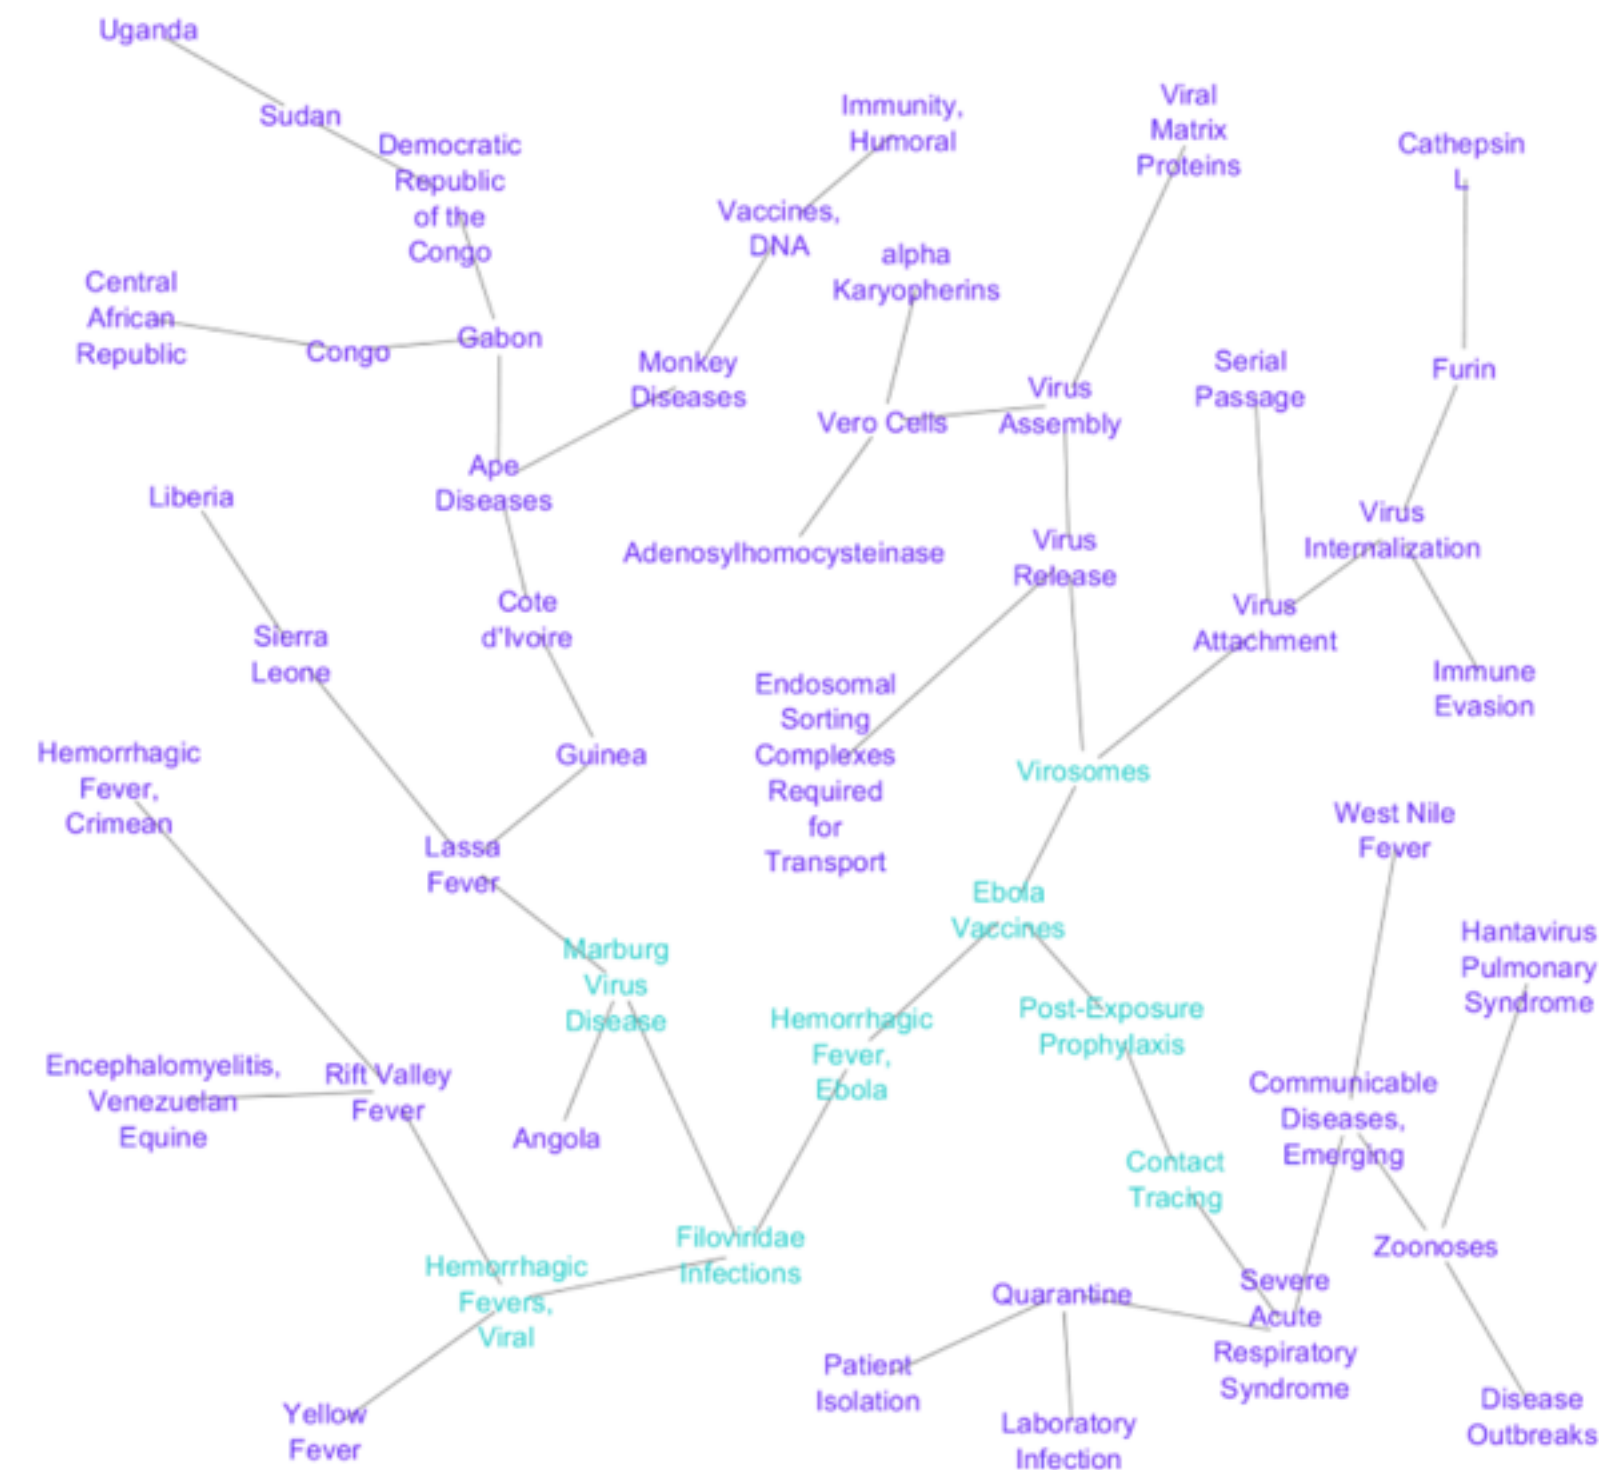 Uganda
Sudan
Democratic
Republic
of the
Congo
Central
African
Republic
Congo
Gabon
Immunity,
Humoral
Vaccines,
DNA
alpha
Karyopherins
Viral
Matrix
Proteins
Cathepsin
L
Monkey
Diseases
Vero Cells
Virus
Assembly
Serial
Passage
Furin
Ape
Diseases
Liberia
Adenosylhomocysteinase
Virus
Release
Virus
Internalization
Cote
d'Ivoire
Sierra
Leone
Virus
Attachment
Immune
Evasion
Endosomal
Sorting
Complexes
Required
for
Transport
Guinea
Virosomes
Hemorrhagic
Fever,
Crimean
Lassa
Fever
West Nile
Fever
Ebola
Vaccines
Hantavirus
Pulmonary
Syndrome
Marburg
Virus
Disease
Hemorrhagic
Fever,
Ebola
Post-Exposure
Prophylaxis
Encephalomyelitis,
Venezuelan
Equine
Rift Valley
Fever
Angola
Communicable
Diseases,
Emerging
Contact
Tracing
Filoviridae
Infections
Hemorrhagic
Fevers,
Viral
Zoonoses
Quarantine
Severe
Acute
Respiratory
Syndrome
Patient
Isolation
Laboratory
Infection
Disease
Outbreaks
Yellow
Fever